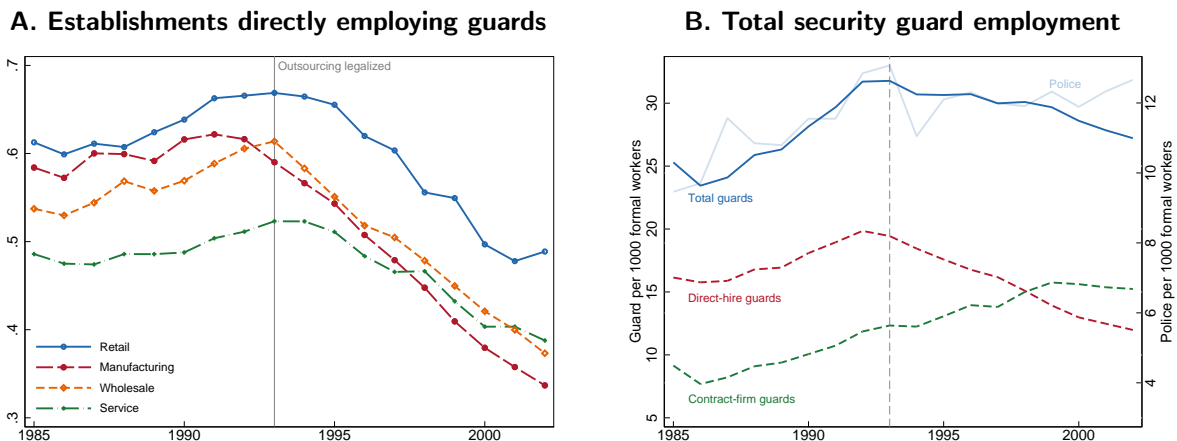 A. Establishments directly employing guards
.7
.6
.5
.4
.3
Outsourcing legalized
Retail
Manufacturing
Wholesale
Service
1985 1990 1995 2000
B. Total security guard employment
Guard per 1000 formal workers
30
25
20
15
10
5
Police
Total guards
Direct-hire guards
Contract-firm guards
12
10
8
6
4
Police per 1000 formal workers
1985 1990 1995 2000